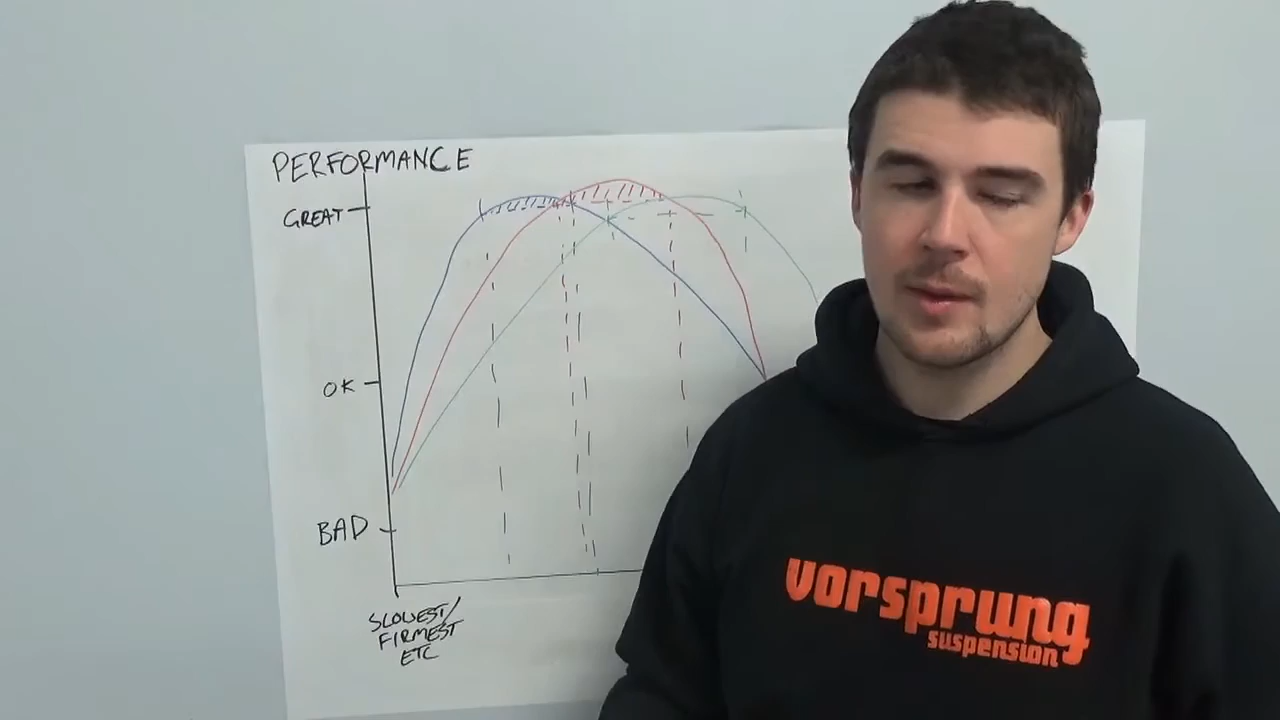 PERFORMANCE
GREAT
OK
BAD
SLOWEST/
FIRMEST
ETC
vorsprung
suspension